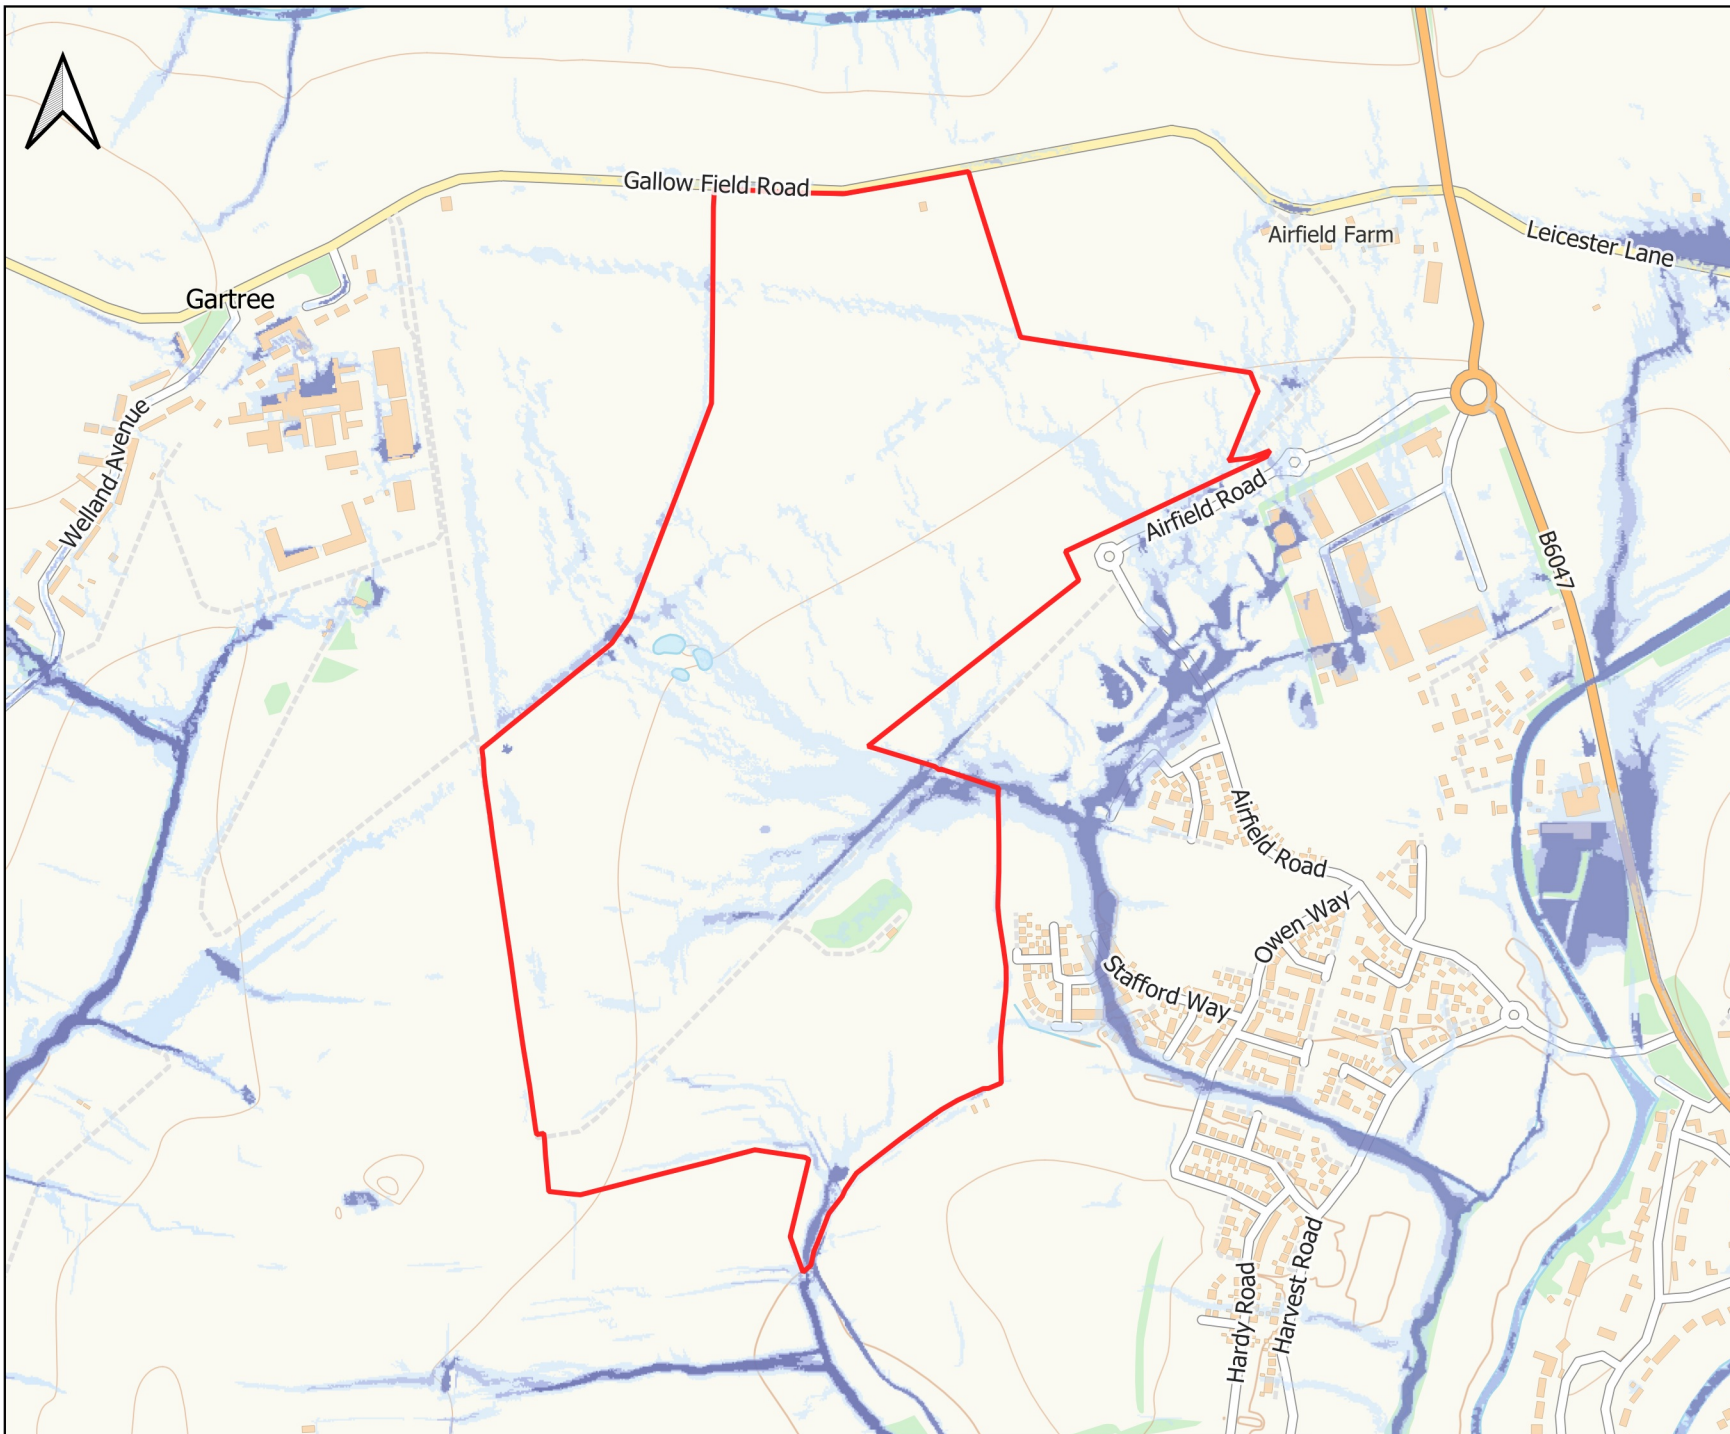 Gallow Field Road
Airfield Farm
Leicester Lane
Gartree
Welland Avenue
Airfield Road
B6047
Airfield Road
Owen Way
Stafford Way
Hardy Road
Harvest Road